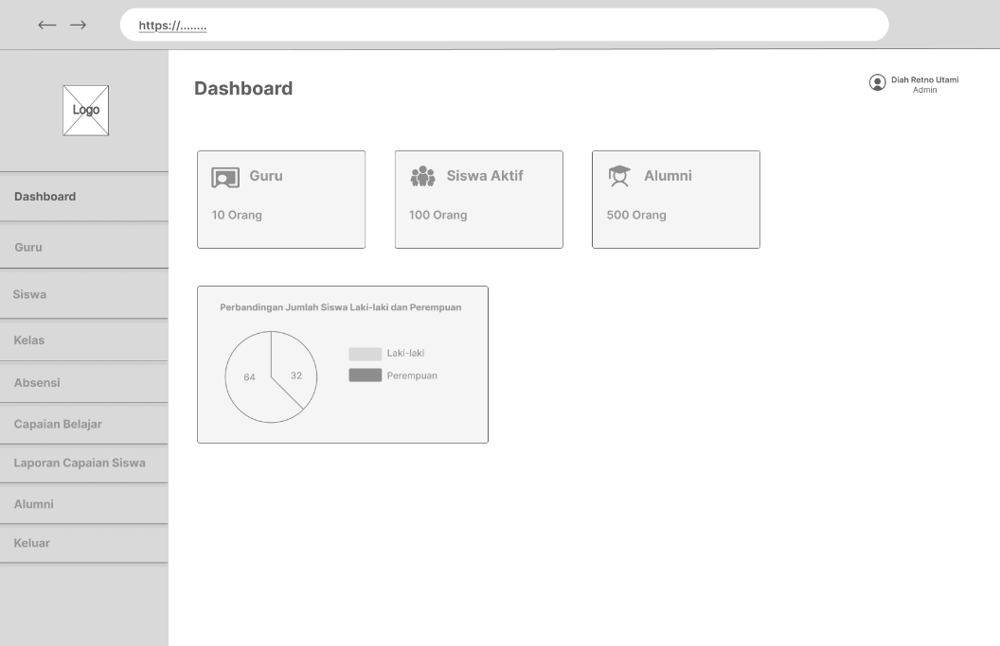 https://........
Logo
Dashboard
Guru
Siswa
Kelas
Absensi
Capaian Belajar
Laporan Capaian Siswa
Alumni
Keluar
Dashboard
Diah Retno Utami
Admin
Guru
10 Orang
Siswa Aktif
100 Orang
Alumni
500 Orang
Perbandingan Jumlah Siswa Laki-laki dan Perempuan
64
32
Laki-laki
Perempuan